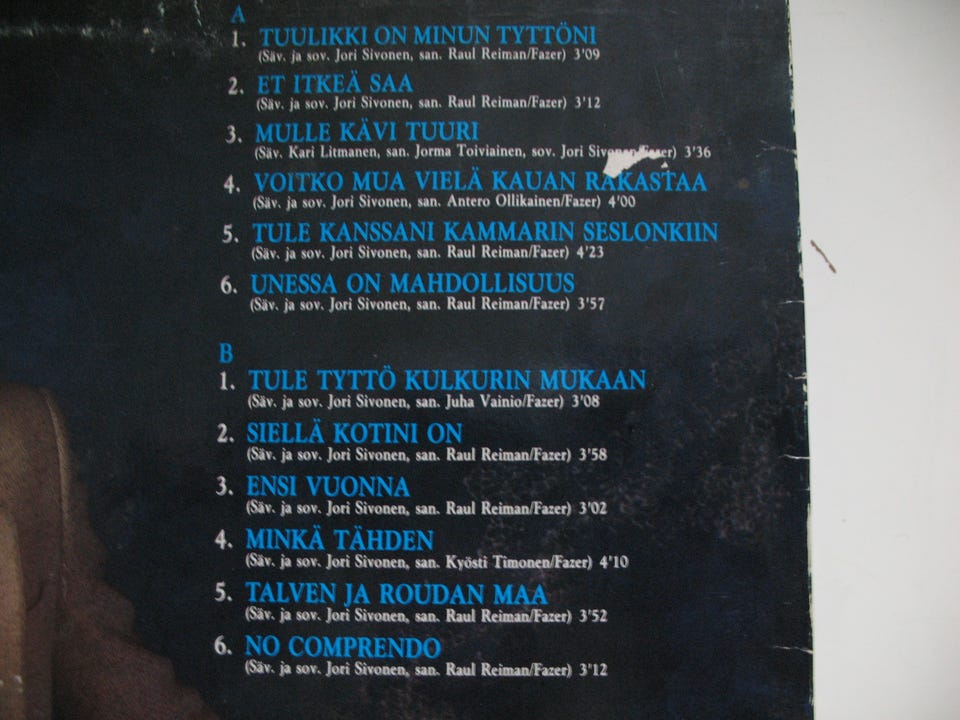 A
1. TUULIKKI ON MINUN TYTTÖNI
(Säv. ja sov. Jori Sivonen, san. Raul Reiman/Fazer) 3'09
2. ET ITKEÄ SAA
(Säv. ja sov. Jori Sivonen, san. Raul Reiman/Fazer) 3'12
3. MULLE KÄVI TUURI
(Säv. Kari Litmanen, san. Jorma Toiviainen, sov. Jori Sivonen/Fazer) 3'36
4. VOITKO MUA VIELÄ KAUAN RAKASTAA
(Säv. ja sov. Jori Sivonen, san. Antero Ollikainen/Fazer) 4'00
5. TULE KANSSANI KAMMARIN SESLONKIIN
(Säv. ja sov. Jori Sivonen, san. Raul Reiman/Fazer) 4'23
6. UNESSA ON MAHDOLLISUUS
(Säv. ja sov. Jori Sivonen, san. Raul Reiman/Fazer) 3'57
B
1. TULE TYTTÖ KULKURIN MUKAAN
(Säv. ja sov. Jori Sivonen, san. Juha Vainio/Fazer) 3'08
2. SIELLÄ KOTINI ON
(Säv. ja sov. Jori Sivonen, san. Raul Reiman/Fazer) 3'58
3. ENSI VUONNA
(Säv. ja sov. Jori Sivonen, san. Raul Reiman/Fazer) 3'02
4. MINKÄ TÄHDEN
(Säv. ja sov. Jori Sivonen, san. Kyösti Timonen/Fazer) 4'10
5. TALVEN JA ROUDAN MAA
(Säv. ja sov. Jori Sivonen, san. Raul Reiman/Fazer) 3'52
6. NO COMPRENDO
(Säv. ja sov. Jori Sivonen, san. Raul Reiman/Fazer) 3'12